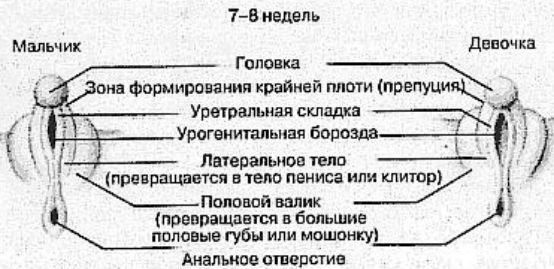 7–8 недель
Мальчик
Девочка
Головка
Зона формирования крайней плоти (препуция)
Уретральная складка
Урогенитальная борозда
Латеральное тело
(превращается в тело пениса или клитор)
Половой валик
(превращается в большие
половые губы или мошонку)
Анальное отверстие